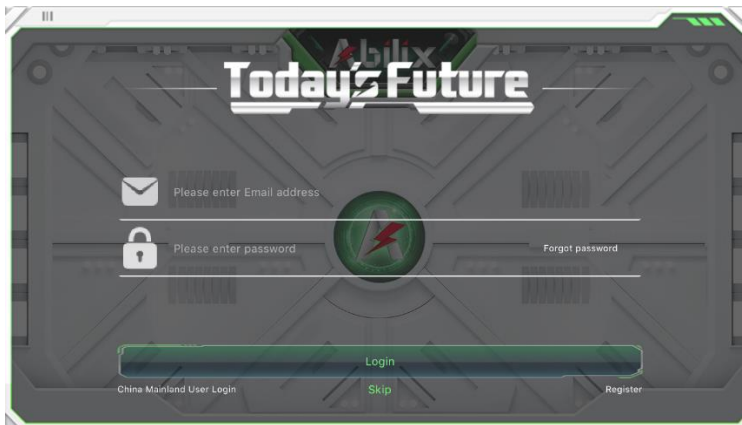 Abilix
Today's Future
Please enter Email address
Please enter password
Forgot password
Login
China Mainland User Login
Skip
Register